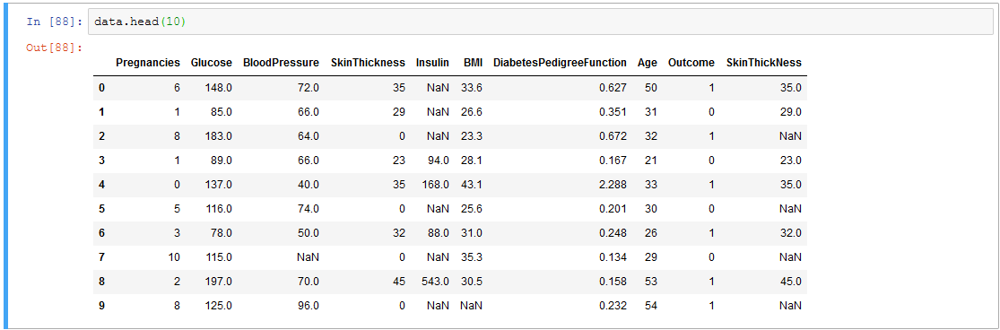 In [88]: data.head(10)
Out[88]:
Pregnancies Glucose BloodPressure SkinThickness Insulin BMI DiabetesPedigreeFunction Age Outcome SkinThickNess
0 6 148.0 72.0 35 NaN 33.6 0.627 50 1 35.0
1 1 85.0 66.0 29 NaN 26.6 0.351 31 0 29.0
2 8 183.0 64.0 0 NaN 23.3 0.672 32 1 NaN
3 1 89.0 66.0 23 94.0 28.1 0.167 21 0 23.0
4 0 137.0 40.0 35 168.0 43.1 2.288 33 1 35.0
5 5 116.0 74.0 0 NaN 25.6 0.201 30 0 NaN
6 3 78.0 50.0 32 88.0 31.0 0.248 26 1 32.0
7 10 115.0 NaN 0 NaN 35.3 0.134 29 0 NaN
8 2 197.0 70.0 45 543.0 30.5 0.158 53 1 45.0
9 8 125.0 96.0 0 NaN NaN 0.232 54 1 NaN